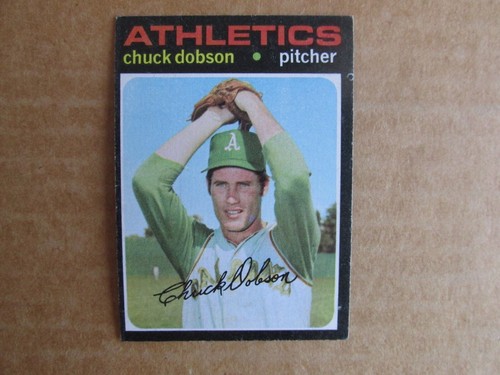 ATHLETICS
chuck dobson • pitcher
A
Chuck Dobson